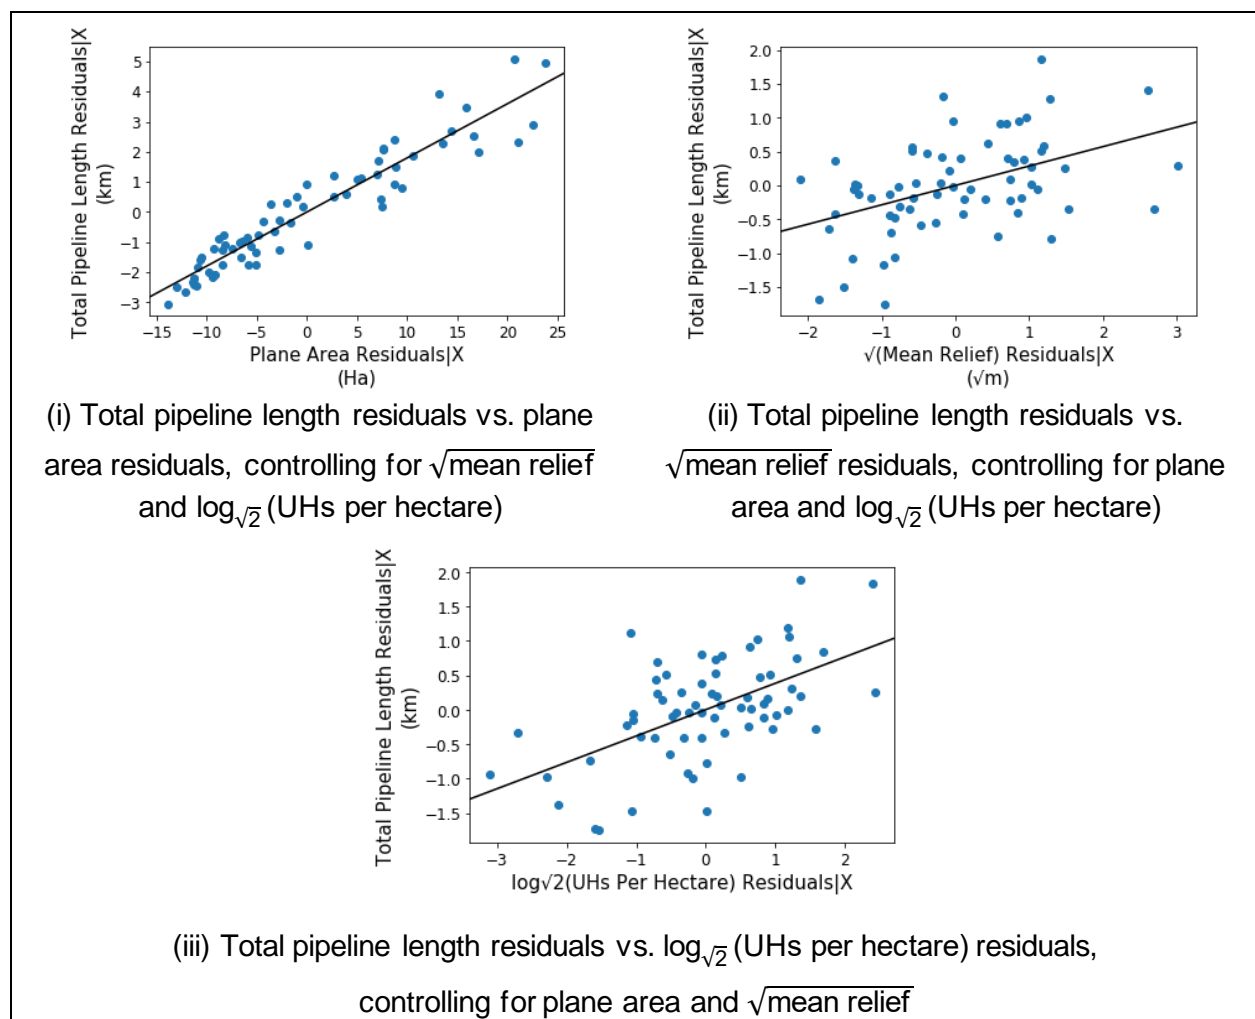 Total Pipeline Length Residuals|X
(km)
5
4
3
2
1
0
−1
−2
−3
−15 −10 −5 0 5 10 15 20 25
Plane Area Residuals|X
(Ha)
(i) Total pipeline length residuals vs. plane
area residuals, controlling for √mean relief
and log√2 (UHs per hectare)
Total Pipeline Length Residuals|X
(km)
2.0
1.5
1.0
0.5
0.0
−0.5
−1.0
−1.5
−2 −1 0 1 2 3
√(Mean Relief) Residuals|X
(√m)
(ii) Total pipeline length residuals vs.
√mean relief residuals, controlling for plane
area and log√2 (UHs per hectare)
Total Pipeline Length Residuals|X
(km)
2.0
1.5
1.0
0.5
0.0
−0.5
−1.0
−1.5
−3 −2 −1 0 1 2
log√2(UHs Per Hectare) Residuals|X
(iii) Total pipeline length residuals vs. log√2 (UHs per hectare) residuals,
controlling for plane area and √mean relief